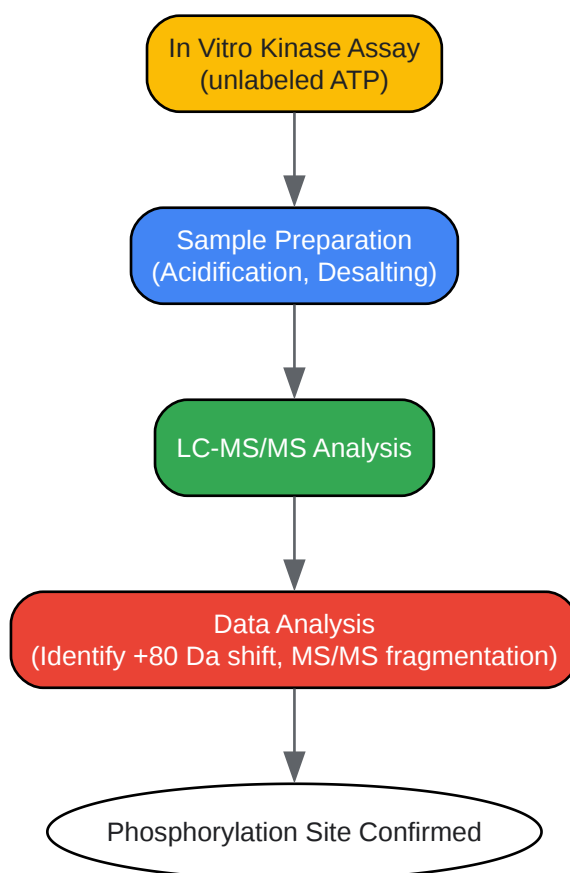 In Vitro Kinase Assay
(unlabeled ATP)
Sample Preparation
(Acidification, Desalting)
LC-MS/MS Analysis
Data Analysis
(Identify +80 Da shift, MS/MS fragmentation)
Phosphorylation Site Confirmed